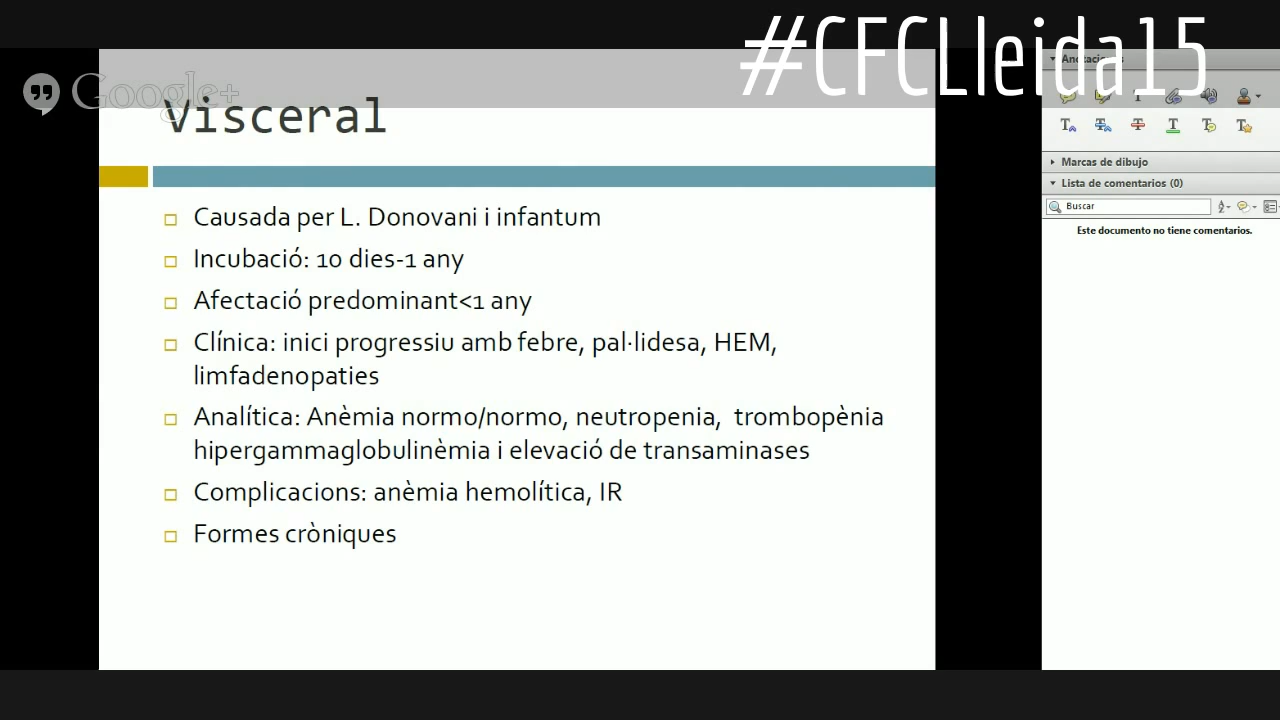 #CFCLleida15
Google+
Visceral
Causada per L. Donovani i infantum
Incubació: 10 dies-1 any
Afectació predominant<1 any
Clínica: inici progressiu amb febre, pal·lidesa, HEM,
limfadenopaties
Analítica: Anèmia normo/normo, neutropenia, trombopènia
hipergammaglobulinèmia i elevació de transaminases
Complicacions: anèmia hemolítica, IR
Formes cròniques
Anotaciones
Marcas de dibujo
Lista de comentarios (0)
Buscar
Este documento no tiene comentarios.